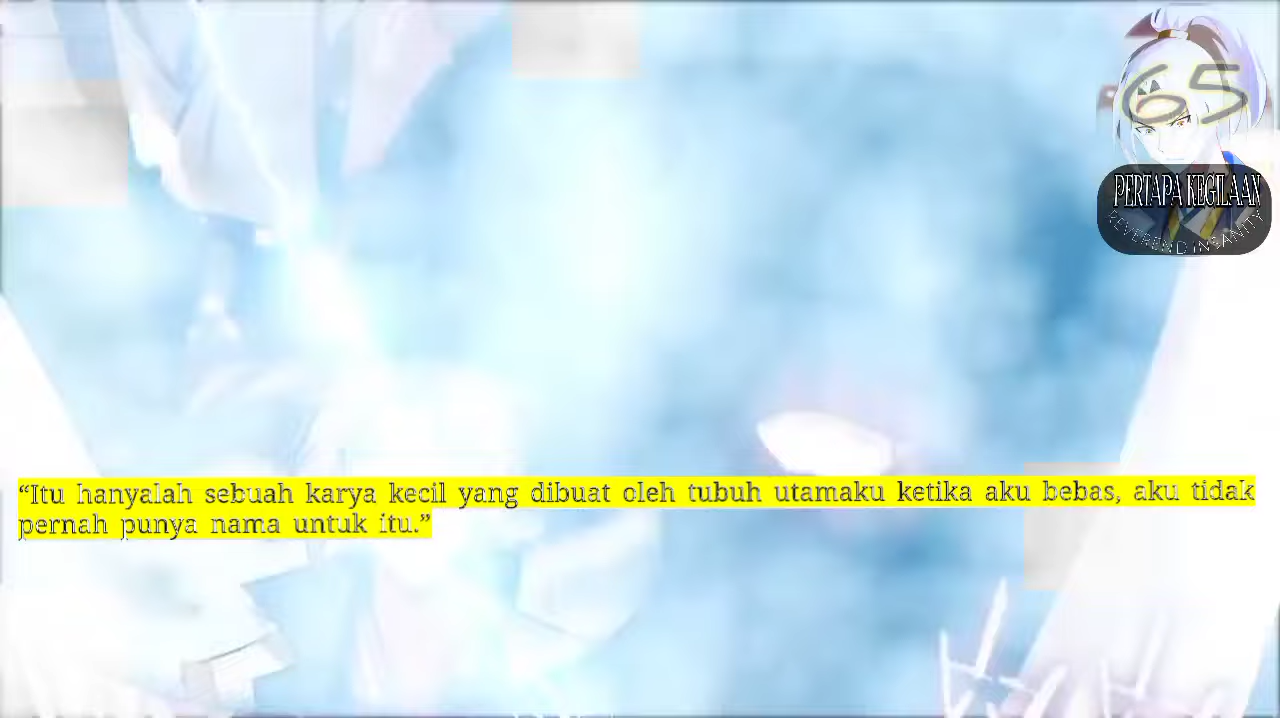 65
PERTAPA KEGILAAN
REVEREND INSANITY
“Itu hanyalah sebuah karya kecil yang dibuat oleh tubuh utamaku ketika aku bebas, aku tidak
pernah punya nama untuk itu.”